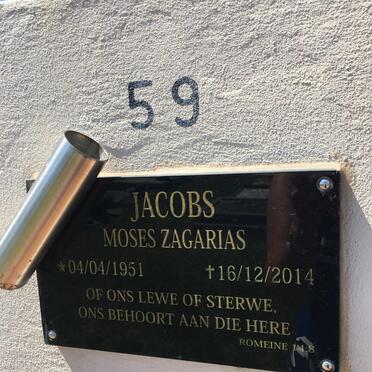 59
JACOBS
MOSES ZAGARIAS
★04/04/1951 †16/12/2014
OF ONS LEWE OF STERWE,
ONS BEHOORT AAN DIE HERE
ROMEINE 14:8